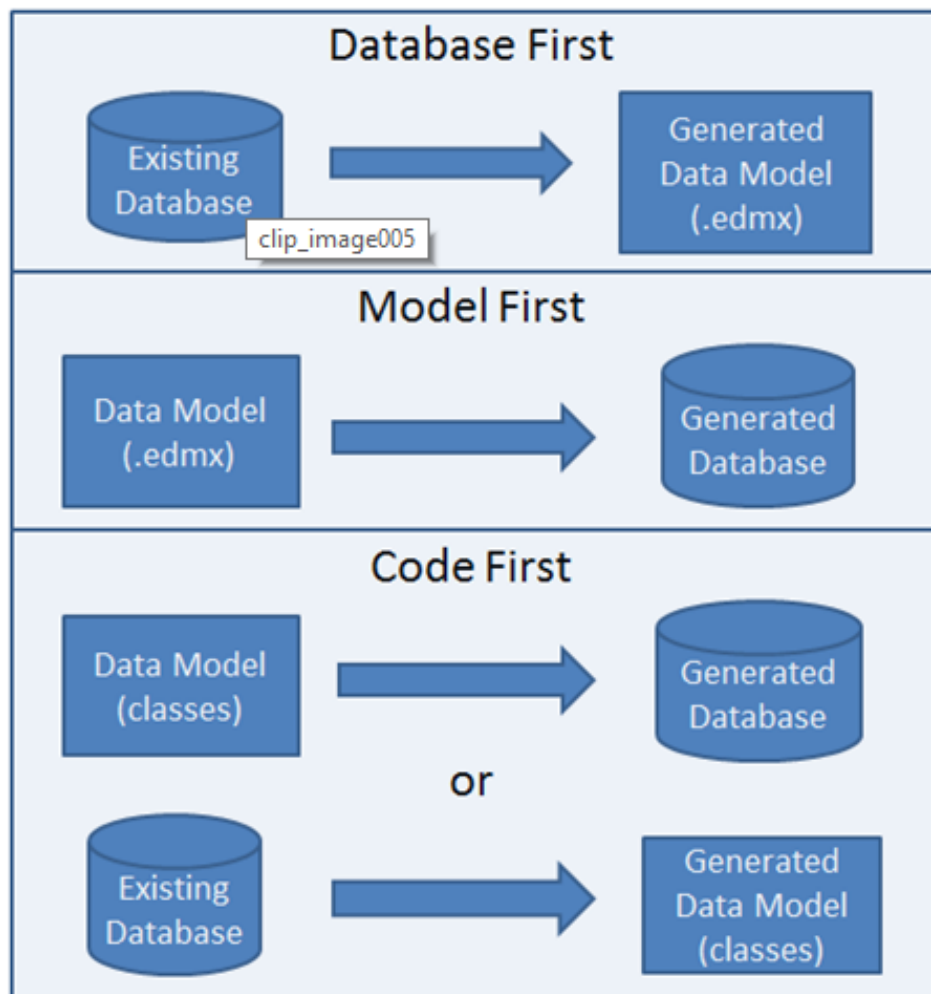 Database First
Existing
Database
Generated
Data Model
(.edmx)
clip_image005
Model First
Data Model
(.edmx)
Generated
Database
Code First
Data Model
(classes)
Generated
Database
or
Existing
Database
Generated
Data Model
(classes)